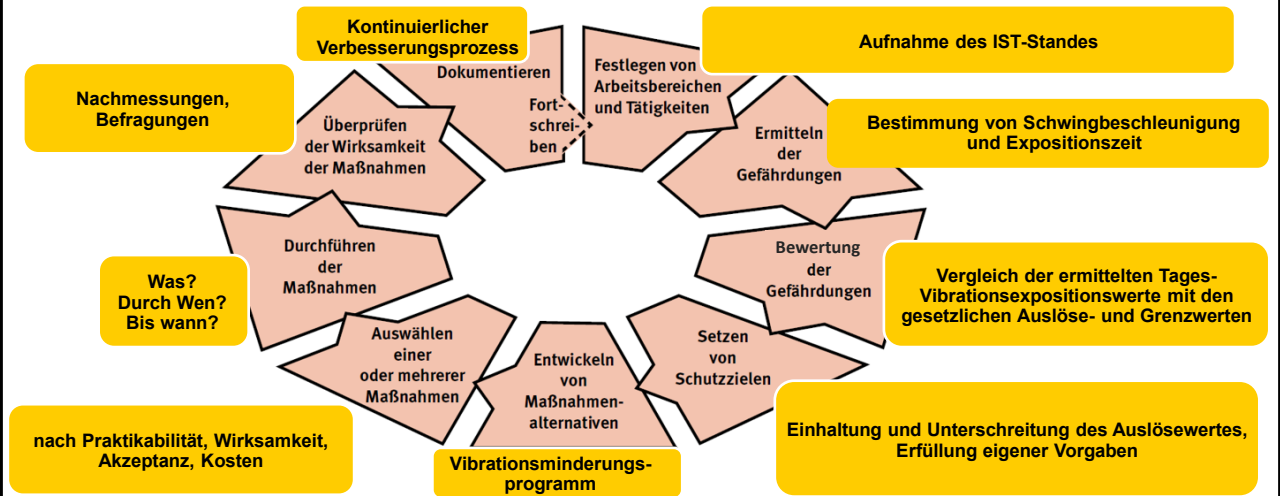 Kontinuierlicher
Verbesserungsprozess
Dokumentieren
Fort-
schrei-
ben
Festlegen von
Arbeitsbereichen
und Tätigkeiten
Aufnahme des IST-Standes
Ermitteln
der
Gefährdungen
Bestimmung von Schwingbeschleunigung
und Expositionszeit
Bewertung
der
Gefährdungen
Vergleich der ermittelten Tages-
Vibrationsexpositionswerte mit den
gesetzlichen Auslöse- und Grenzwerten
Setzen
von
Schutzzielen
Einhaltung und Unterschreitung des Auslösewertes,
Erfüllung eigener Vorgaben
Entwickeln
von
Maßnahmen-
alternativen
Vibrationsminderungs-
programm
Auswählen
einer
oder mehrerer
Maßnahmen
nach Praktikabilität, Wirksamkeit,
Akzeptanz, Kosten
Durchführen
der
Maßnahmen
Was?
Durch Wen?
Bis wann?
Überprüfen
der Wirksamkeit
der Maßnahmen
Nachmessungen,
Befragungen